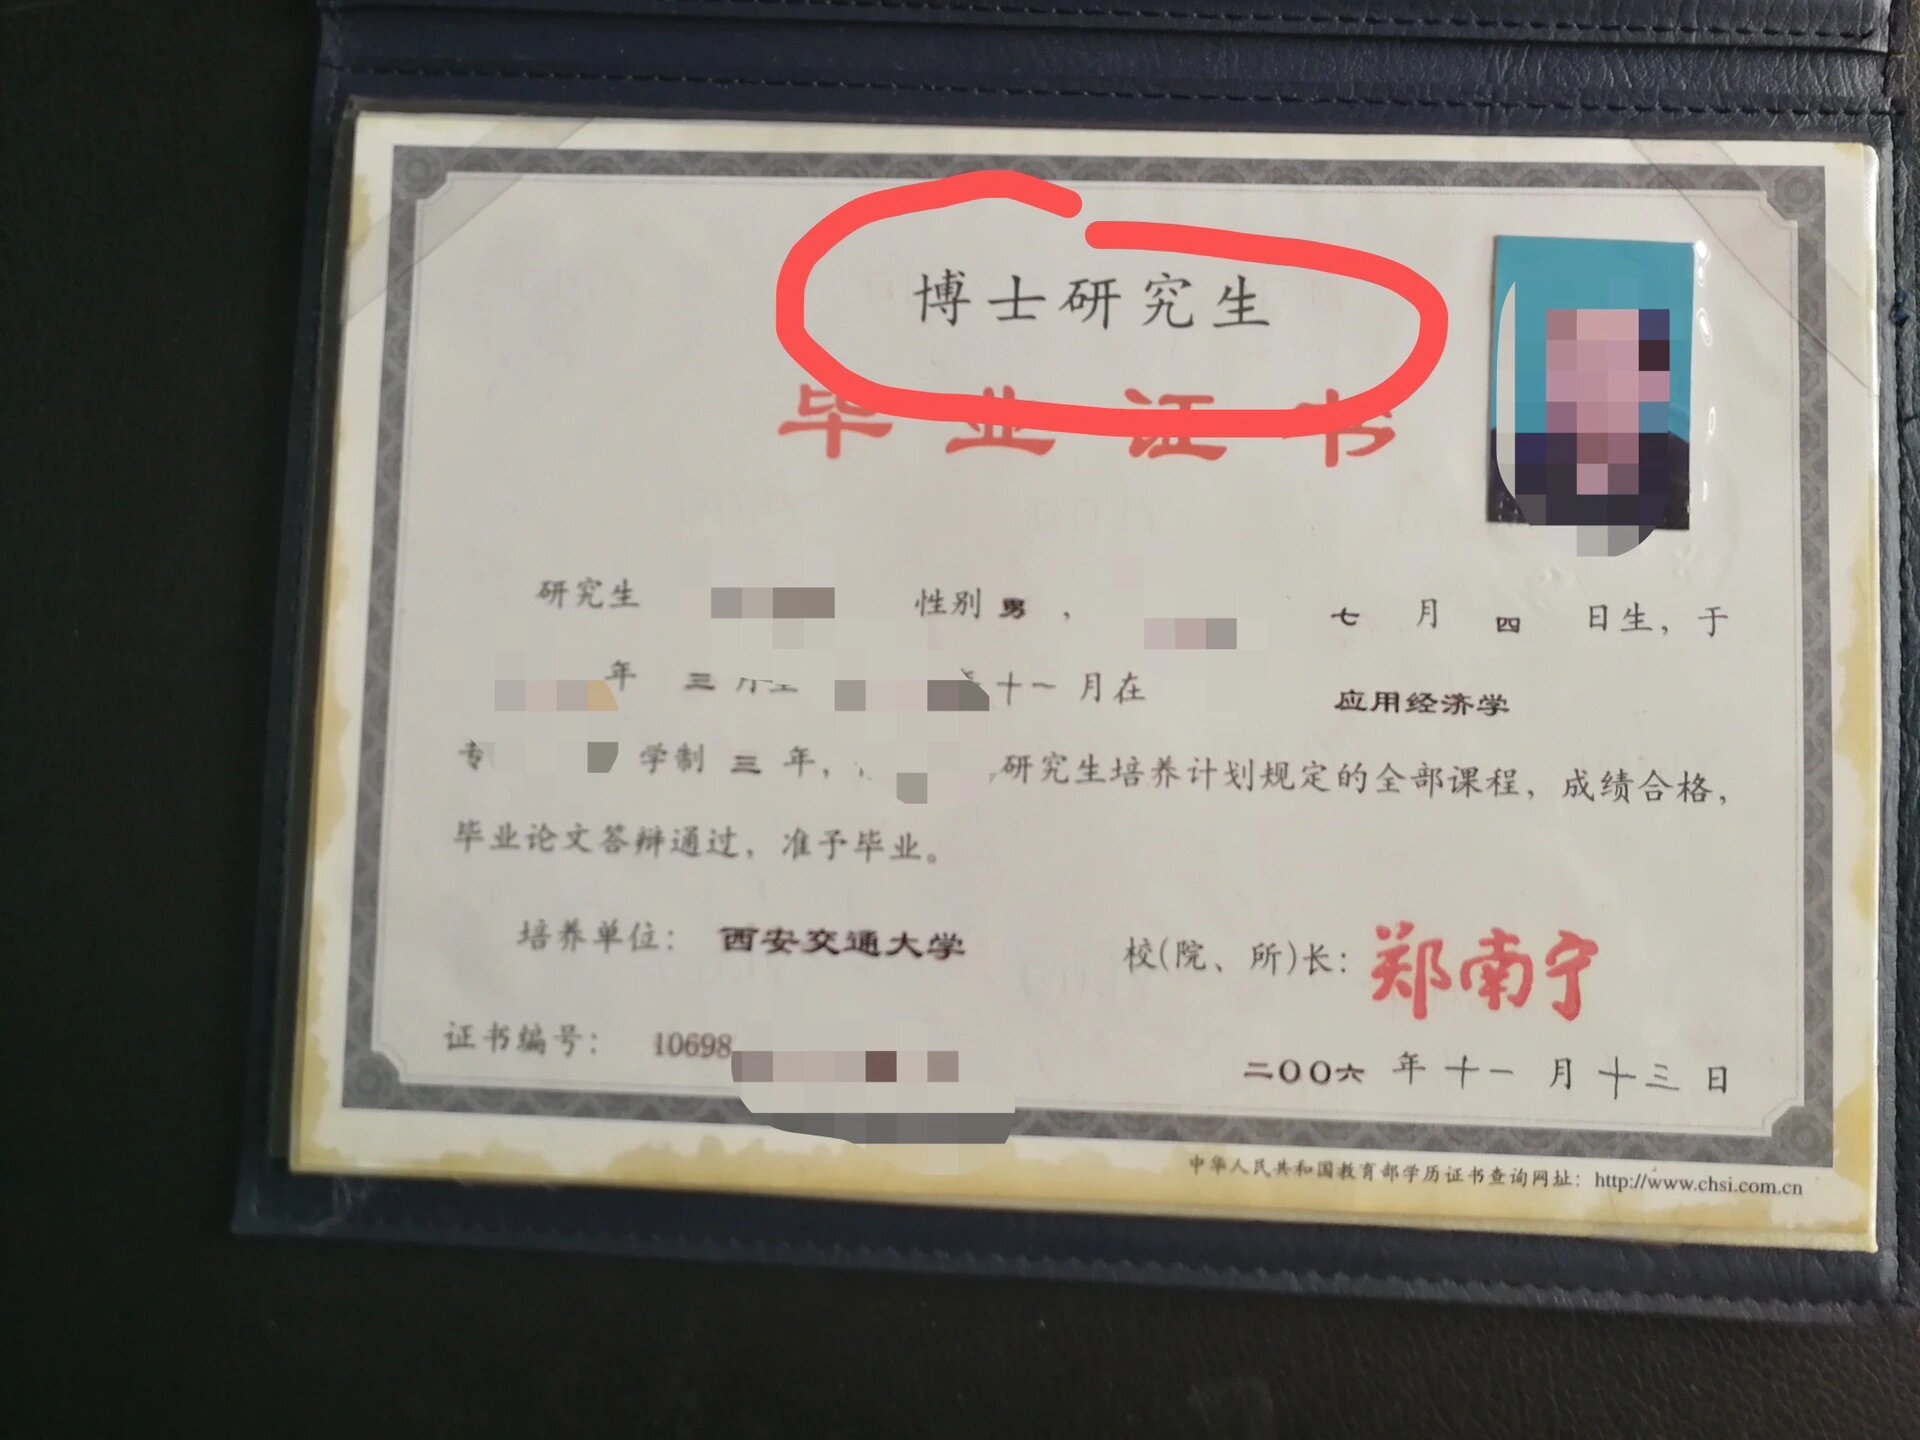 博士研究生
毕业证书
研究生 性别 男， 七 月 四 日生，于
年 三 月至 十一 月在 应用经济学
专 学制 三 年， 研究生培养计划规定的全部课程，成绩合格，
毕业论文答辩通过，准予毕业。
培养单位： 西安交通大学 校(院、所)长： 郑南宁
证书编号： 10698
二〇〇六 年 十一 月 十三 日
中华人民共和国教育部学历证书查询网址： http://www.chsi.com.cn